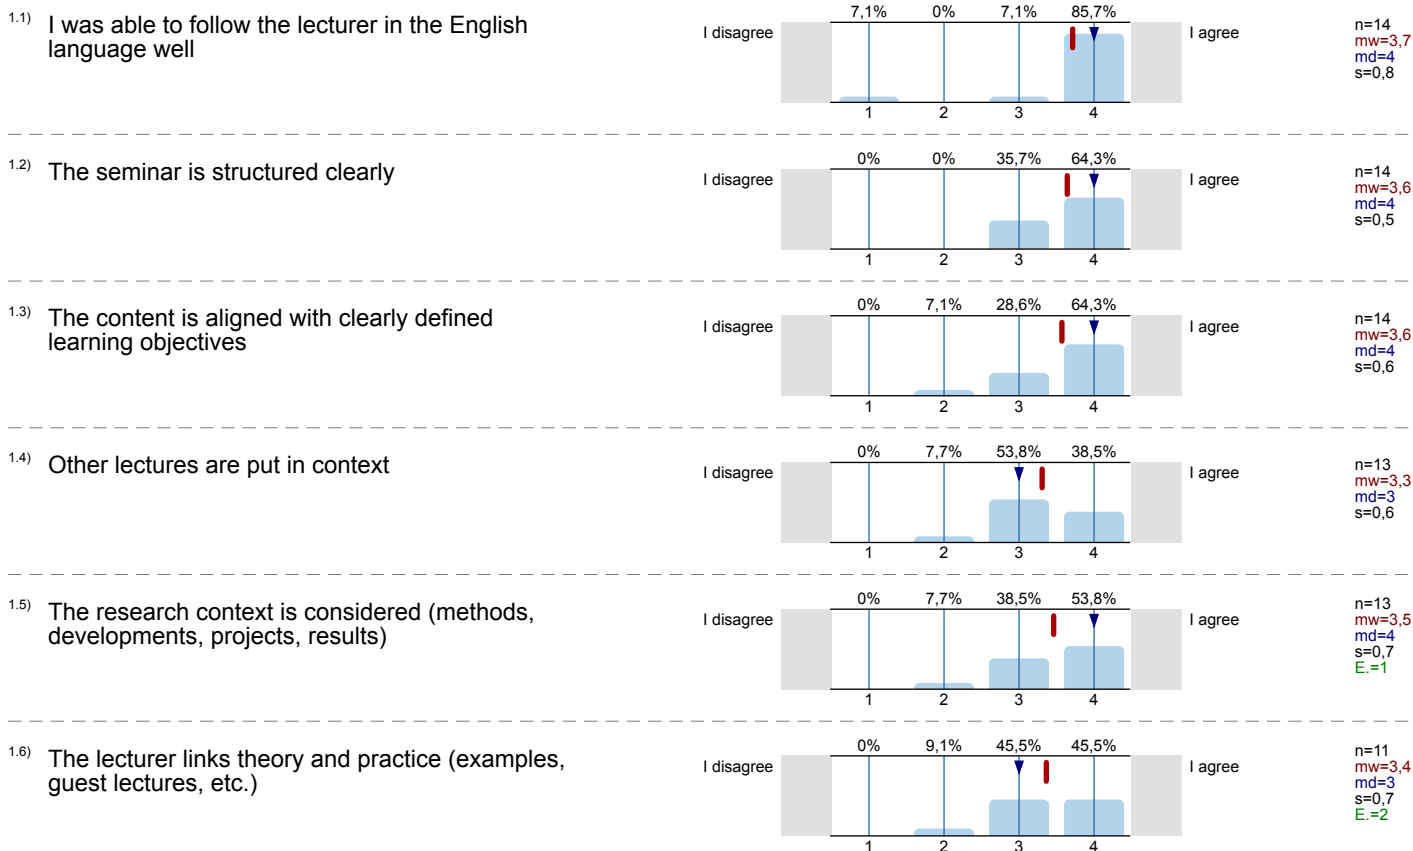 1.1) I was able to follow the lecturer in the English
language well
I disagree
7,1% 0% 7,1% 85,7%
1 2 3 4
I agree
n=14
mw=3,7
md=4
s=0,8
1.2) The seminar is structured clearly
I disagree
0% 0% 35,7% 64,3%
1 2 3 4
I agree
n=14
mw=3,6
md=4
s=0,5
1.3) The content is aligned with clearly defined
learning objectives
I disagree
0% 7,1% 28,6% 64,3%
1 2 3 4
I agree
n=14
mw=3,6
md=4
s=0,6
1.4) Other lectures are put in context
I disagree
0% 7,7% 53,8% 38,5%
1 2 3 4
I agree
n=13
mw=3,3
md=3
s=0,6
1.5) The research context is considered (methods,
developments, projects, results)
I disagree
0% 7,7% 38,5% 53,8%
1 2 3 4
I agree
n=13
mw=3,5
md=4
s=0,7
E.=1
1.6) The lecturer links theory and practice (examples,
guest lectures, etc.)
I disagree
0% 9,1% 45,5% 45,5%
1 2 3 4
I agree
n=11
mw=3,4
md=3
s=0,7
E.=2